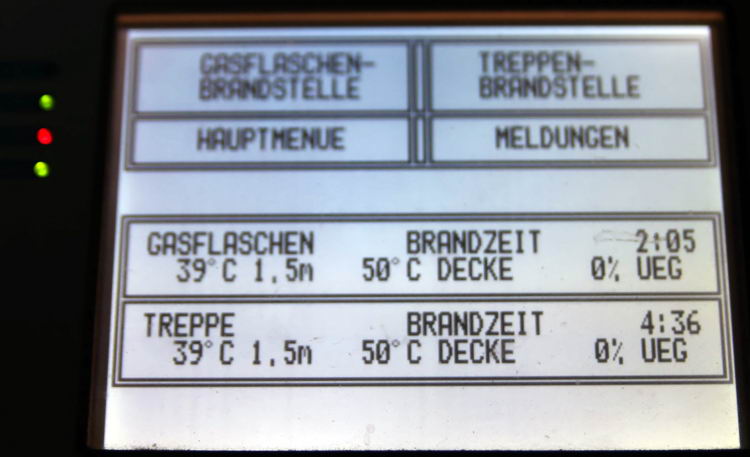 GASFLASCHEN-
BRANDSTELLE
TREPPEN-
BRANDSTELLE
HAUPTMENUE
MELDUNGEN
GASFLASCHEN BRANDZEIT 2:05
39°C 1,5m 50°C DECKE 0% UEG
TREPPE BRANDZEIT 4:36
39°C 1,5m 50°C DECKE 0% UEG